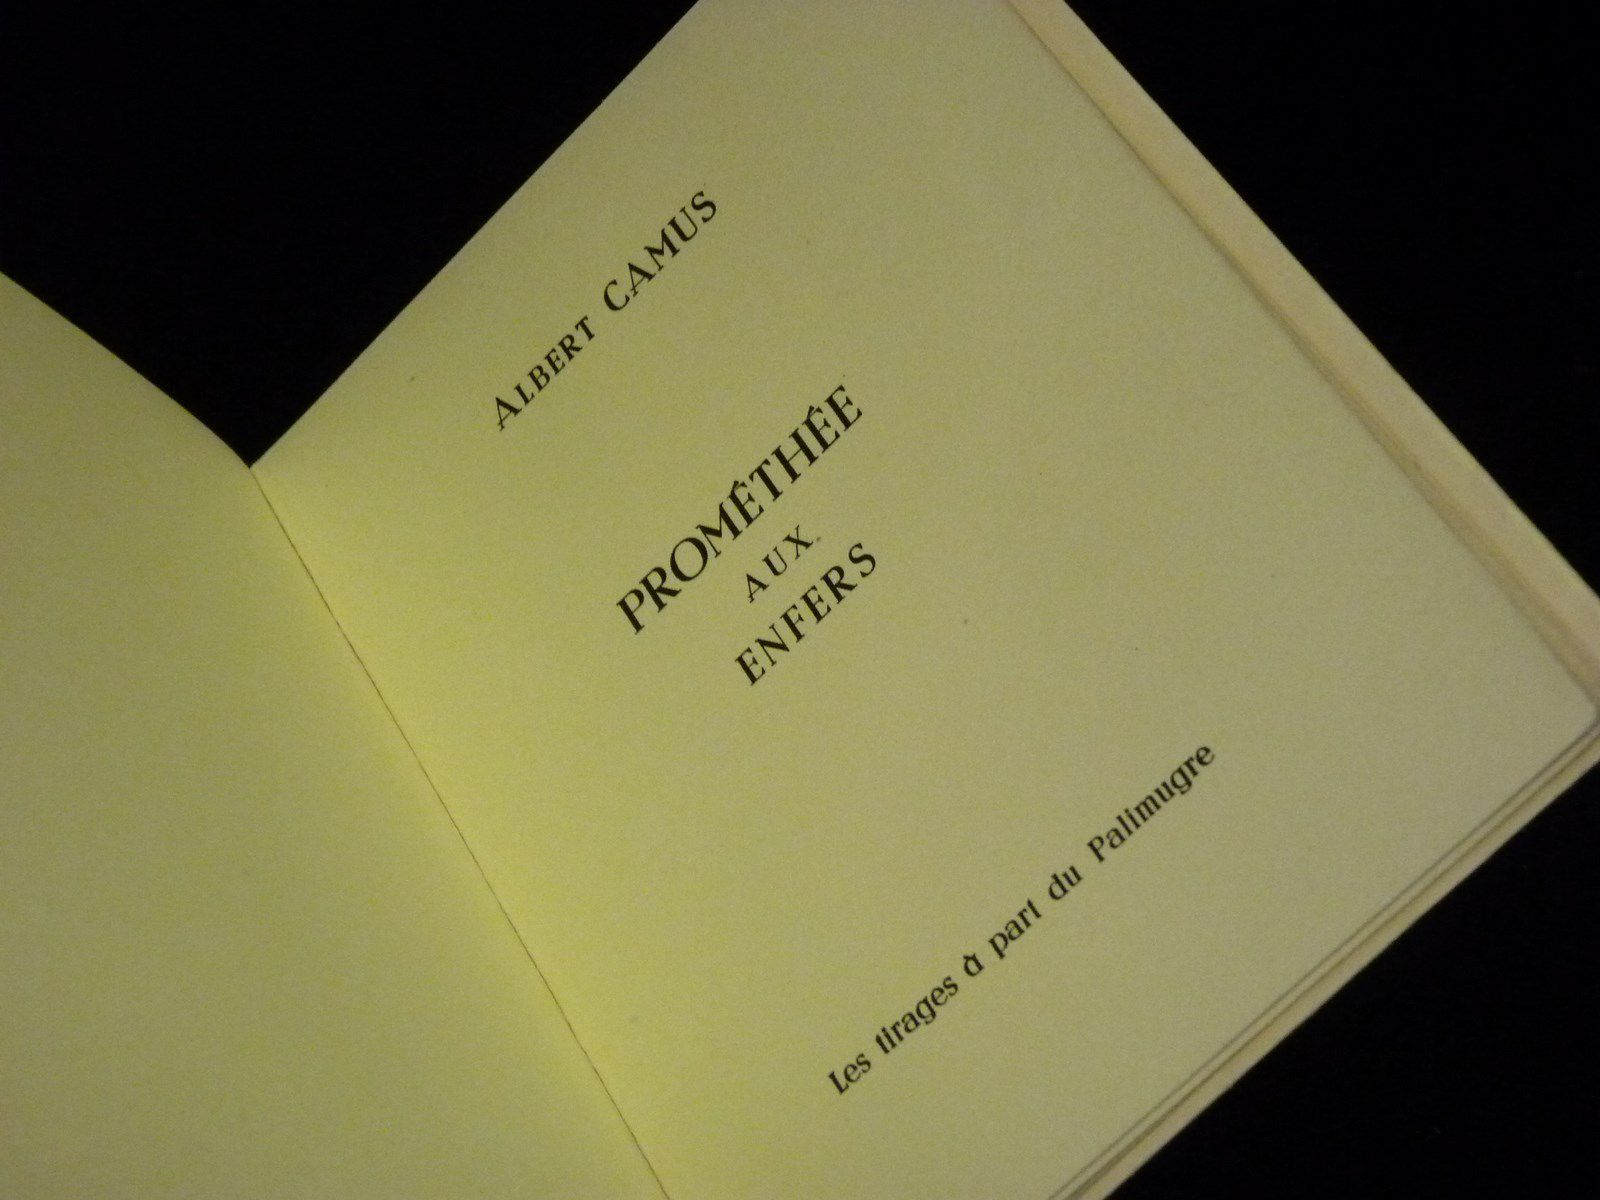 ALBERT CAMUS
PROMÉTHÉE
AUX
ENFERS
Les tirages à part du Palimugre